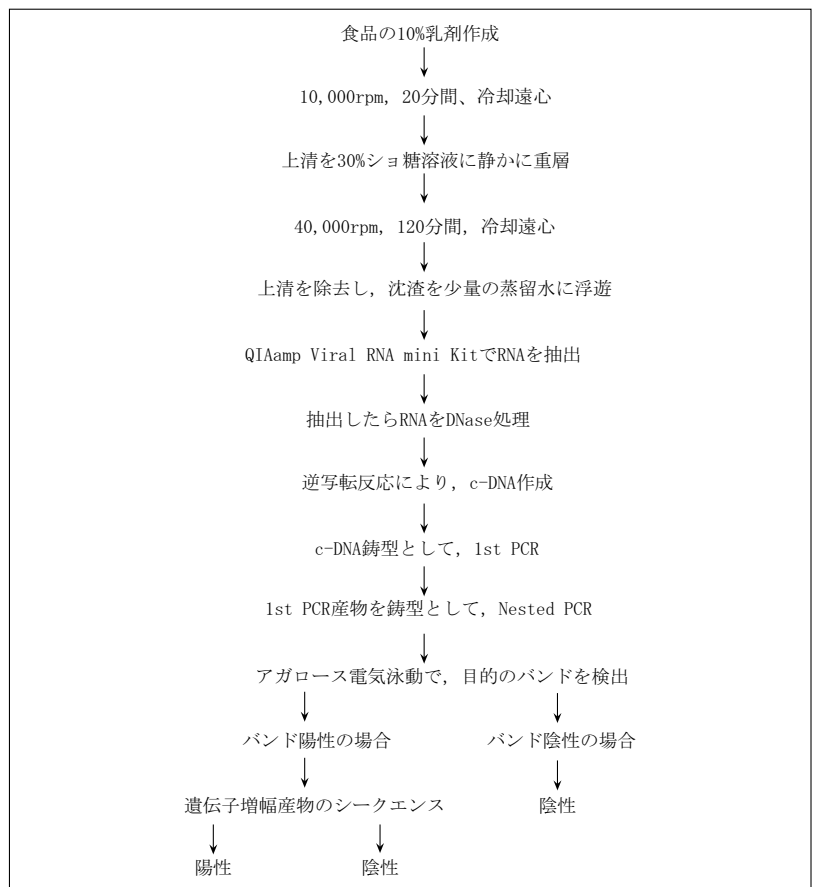 食品の10%乳剤作成
10,000rpm, 20分間、冷却遠心
上清を30%ショ糖溶液に静かに重層
40,000rpm, 120分間, 冷却遠心
上清を除去し, 沈渣を少量の蒸留水に浮遊
QIAamp Viral RNA mini KitでRNAを抽出
抽出したらRNAをDNase処理
逆写転反応により, c-DNA作成
c-DNA鋳型として, 1st PCR
1st PCR産物を鋳型として, Nested PCR
アガロース電気泳動で, 目的のバンドを検出
バンド陽性の場合 バンド陰性の場合
遺伝子増幅産物のシークエンス 陰性
陽性 陰性